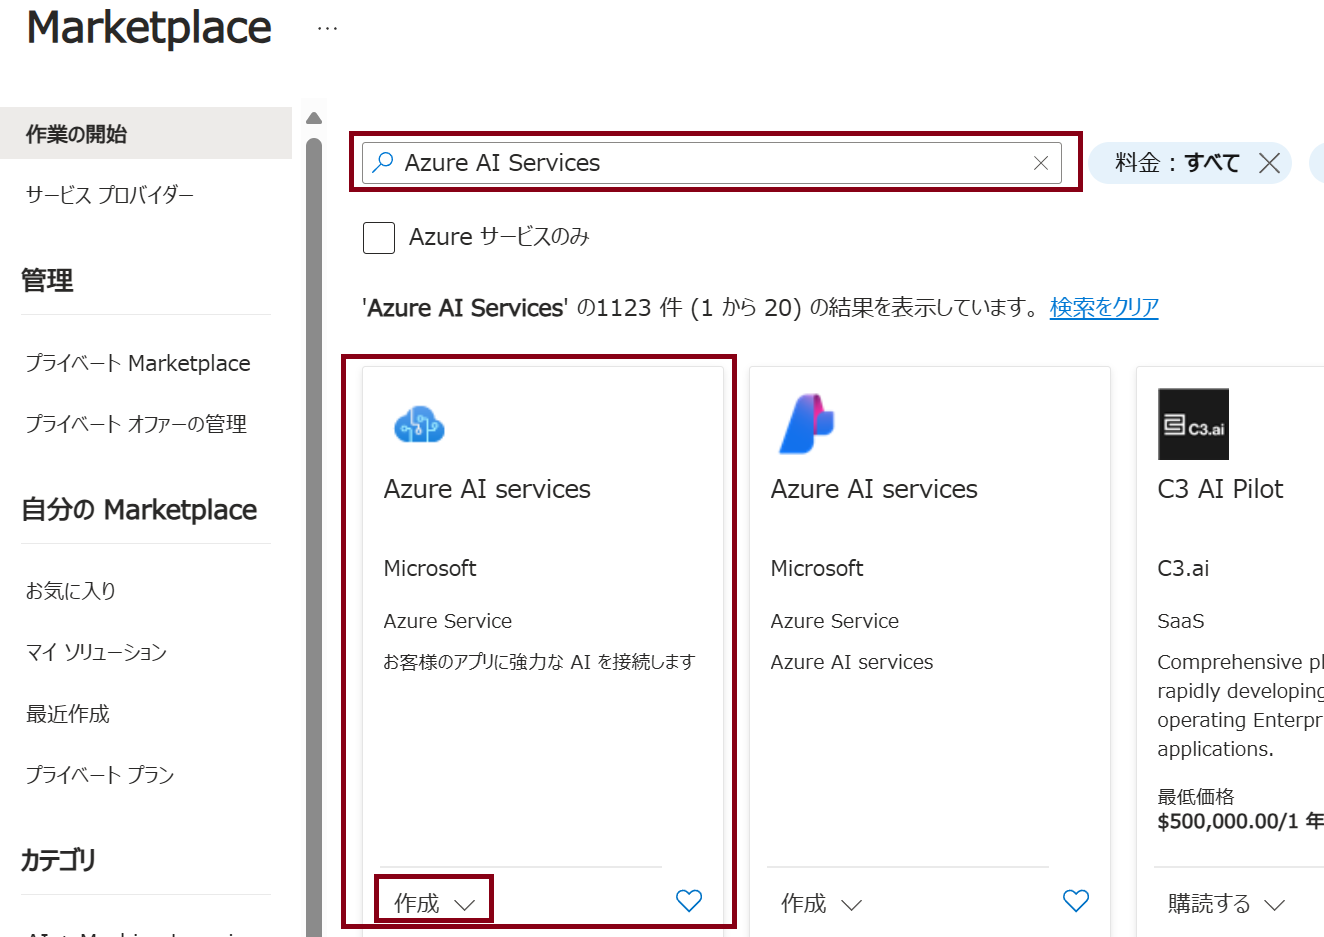 Marketplace ...
作業の開始
サービス プロバイダー
管理
プライベート Marketplace
プライベート オファーの管理
自分の Marketplace
お気に入り
マイ ソリューション
最近作成
プライベート プラン
カテゴリ
Azure AI Services
料金 : すべて
Azure サービスのみ
'Azure AI Services' の1123 件 (1 から 20) の結果を表示しています。 検索をクリア
Azure AI services
Microsoft
Azure Service
お客様のアプリに強力な AI を接続します
作成
Azure AI services
Microsoft
Azure Service
Azure AI services
作成
C3.ai
C3 AI Pilot
C3.ai
SaaS
Comprehensive
rapidly developing
operating
applications.
最低価格
$500,000.00/1 年
購読する